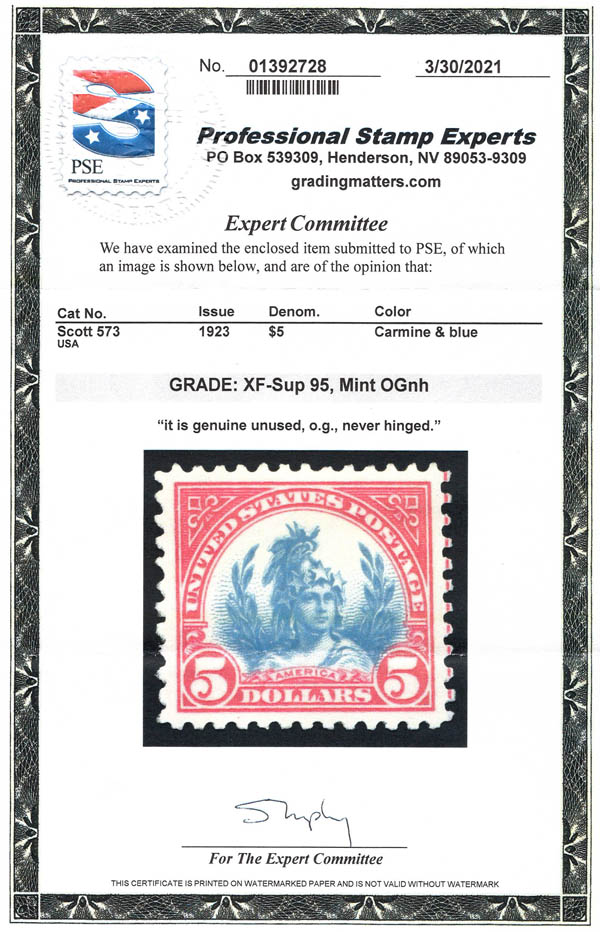 No. 01392728 3/30/2021
PSE
PROFESSIONAL STAMP EXPERTS
Professional Stamp Experts
PO Box 539309, Henderson, NV 89053-9309
gradingmatters.com
Expert Committee
We have examined the enclosed item submitted to PSE, of which
an image is shown below, and are of the opinion that:
Cat No. Issue Denom. Color
Scott 573 1923 $5 Carmine & blue
USA
GRADE: XF-Sup 95, Mint OGnh
“it is genuine unused, o.g., never hinged.”
UNITED STATES POSTAGE
AMERICA
5 DOLLARS 5
For The Expert Committee
THIS CERTIFICATE IS PRINTED ON WATERMARKED PAPER AND IS NOT VALID WITHOUT WATERMARK